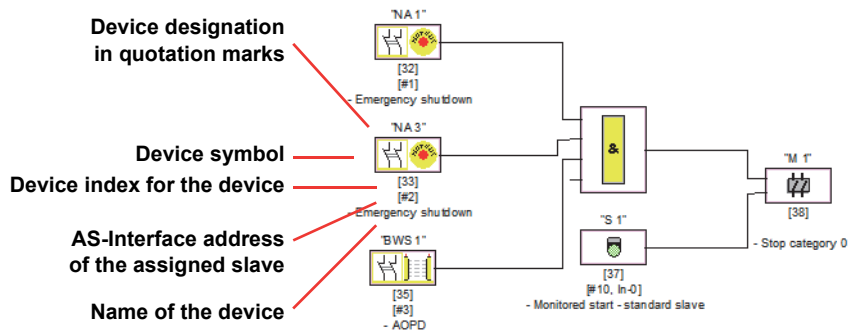 Device designation
in quotation marks
Device symbol
Device index for the device
AS-Interface address
of the assigned slave
Name of the device
"NA 1"
[32]
[#1]
- Emergency shutdown
"NA 3"
[33]
[#2]
- Emergency shutdown
"BWS 1"
[35]
[#3]
- AOPD
&
"S 1"
[37]
[#10, In-0]
- Monitored start - standard slave
"M 1"
[38]
- Stop category 0